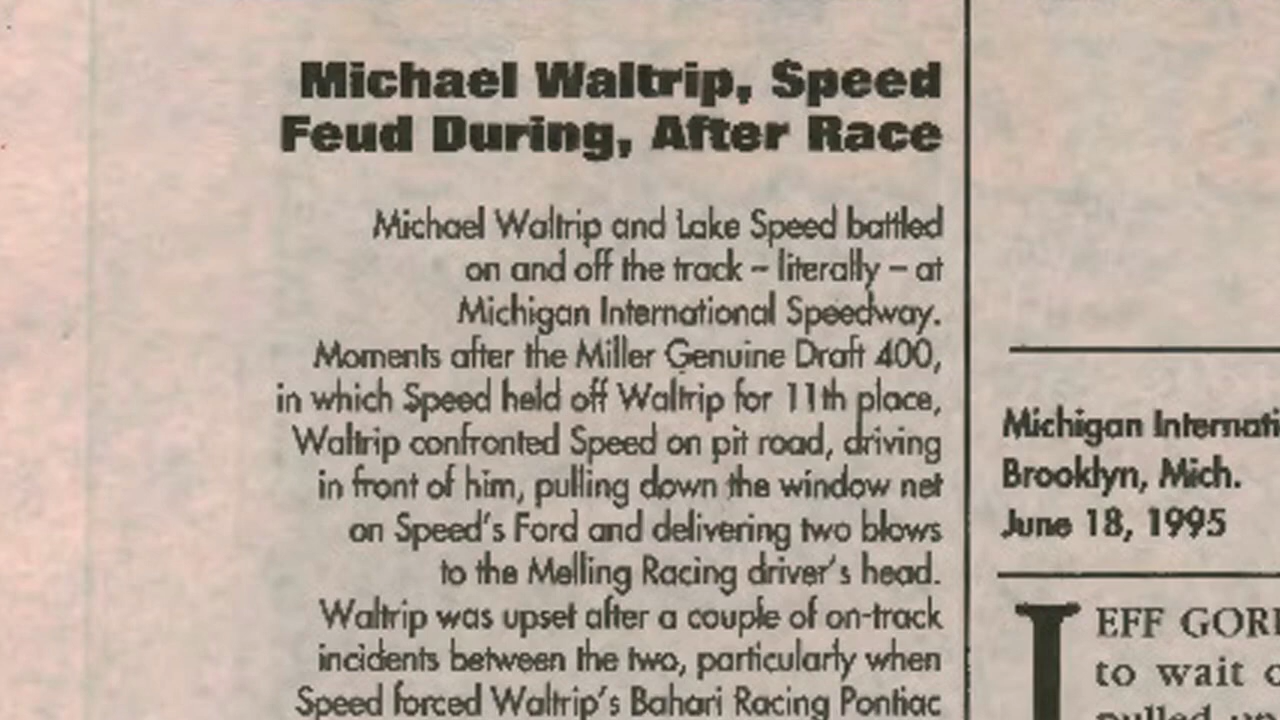 Michael Waltrip, Speed
Feud During, After Race
Michael Waltrip and Lake Speed battled
on and off the track – literally – at
Michigan International Speedway.
Moments after the Miller Genuine Draft 400,
in which Speed held off Waltrip for 11th place,
Waltrip confronted Speed on pit road, driving
in front of him, pulling down the window net
on Speed's Ford and delivering two blows
to the Melling Racing driver's head.
Waltrip was upset after a couple of on-track
incidents between the two, particularly when
Speed forced Waltrip's Bahari Racing Pontiac
Michigan Internati
Brooklyn, Mich.
June 18, 1995
EFF GOR
to wait
pulled up